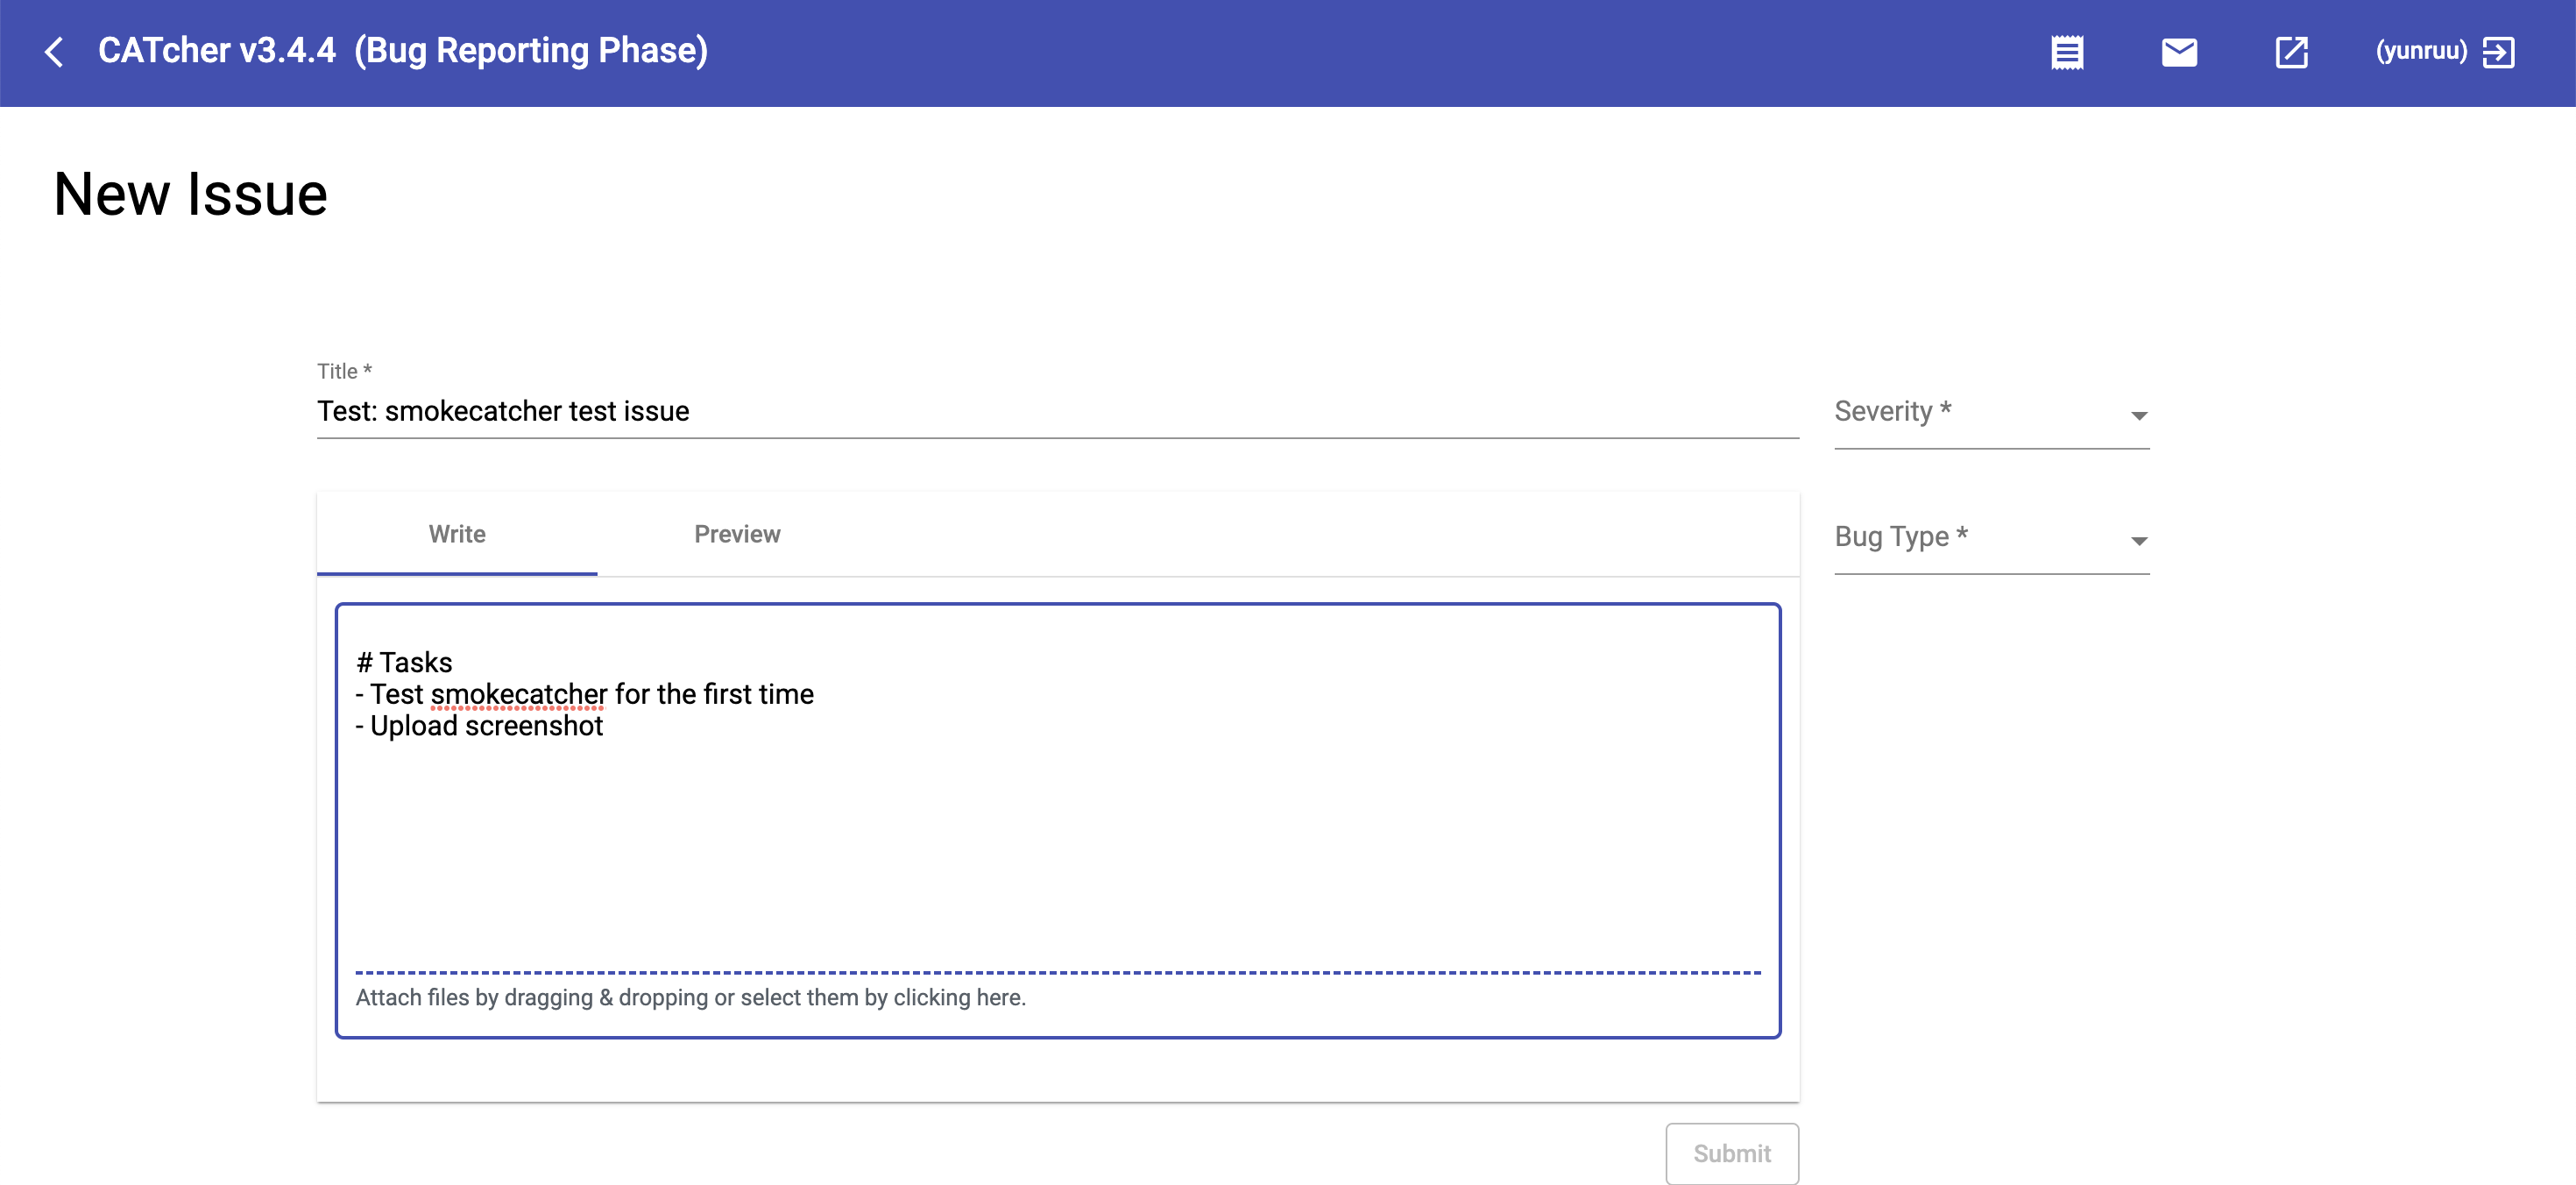 CATcher v3.4.4 (Bug Reporting Phase)
(yunruu)
New Issue
Title *
Test: smokecatcher test issue
Severity *
Write
Preview
Bug Type *
# Tasks
- Test smokecatcher for the first time
- Upload screenshot
Attach files by dragging & dropping or select them by clicking here.
Submit